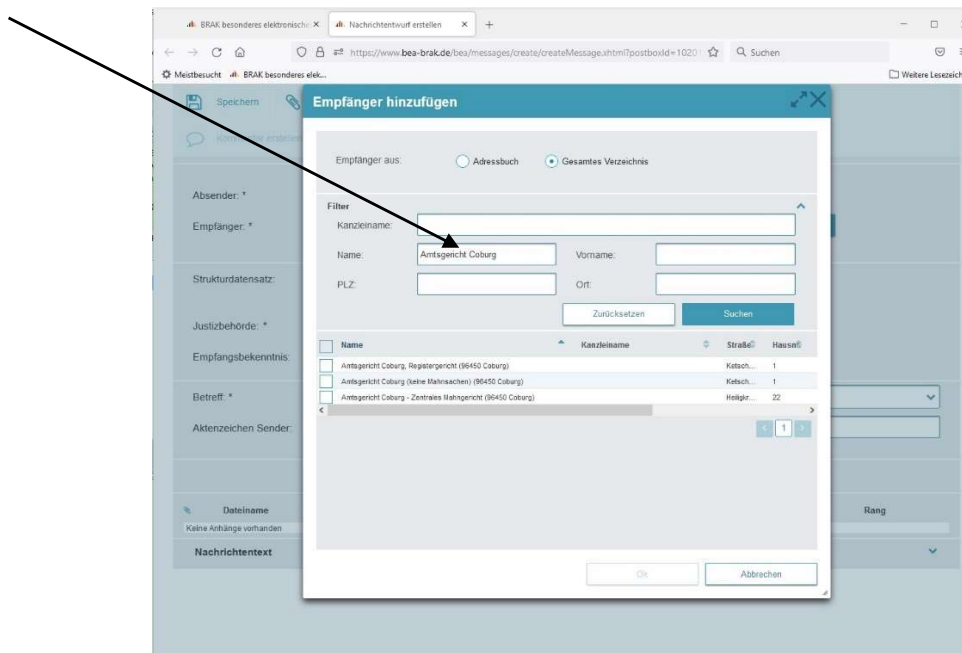 BRAK besonderes elektronische Nachrichtentwurf erstellen
https://www.bea-brak.de/bea/messages/create/createMessage.xhtml?postboxId=1020 Suchen
Meistbesucht BRAK besonderes elek... Weitere Lesezeich
Speichern Empfänger hinzufügen
Empfänger aus: Adressbuch Gesamtes Verzeichnis
Absender: *
Filter
Empfänger: * Kanzleiname:
Name: Amtsgericht Coburg Vorname:
Strukturdatensatz: PLZ: Ort:
Zurücksetzen Suchen
Justizbehörde: *
Name Kanzleiname Straße Hausn
Empfangsbekenntnis:
Amtsgericht Coburg, Registergericht (96450 Coburg) Ketsch... 1
Amtsgericht Coburg (keine Mahnsachen) (96450 Coburg) Ketsch... 1
Betreff: * Amtsgericht Coburg - Zentrales Mahngericht (96450 Coburg) Heiligkr... 22
Aktenzeichen Sender: 1
Dateiname Rang
Keine Anhänge vorhanden
Nachrichtentext
Ok Abbrechen